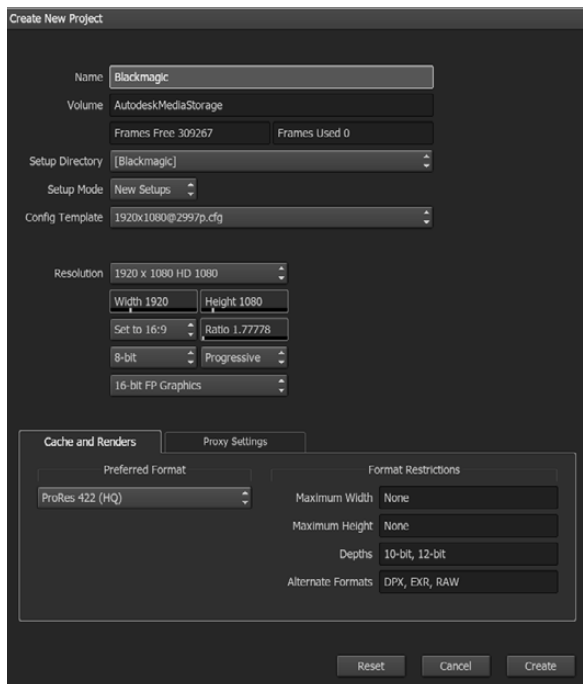 Create New Project
Name Blackmagic
Volume AutodeskMediaStorage
Frames Free 309267 Frames Used 0
Setup Directory [Blackmagic]
Setup Mode New Setups
Config Template 1920x1080@2997p.cfg
Resolution 1920 x 1080 HD 1080
Width 1920 Height 1080
Set to 16:9 Ratio 1.77778
8-bit Progressive
16-bit FP Graphics
Cache and Renders Proxy Settings
Preferred Format Format Restrictions
ProRes 422 (HQ) Maximum Width None
Maximum Height None
Depths 10-bit, 12-bit
Alternate Formats DPX, EXR, RAW
Reset Cancel Create